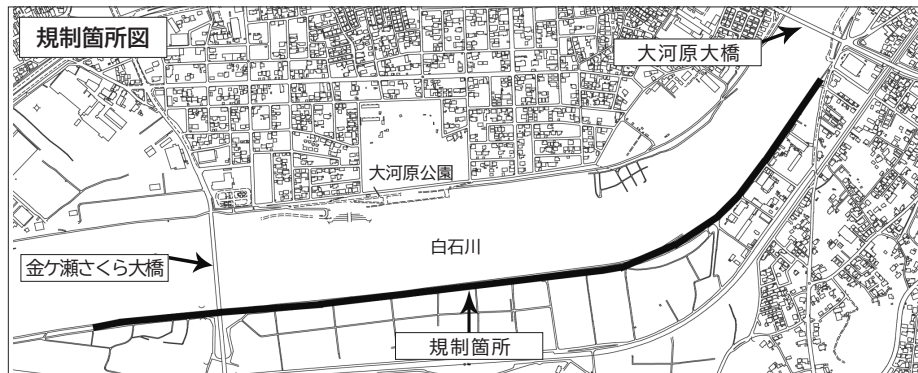 規制箇所図
大河原大橋
大河原公園
白石川
金ケ瀬さくら大橋
規制箇所